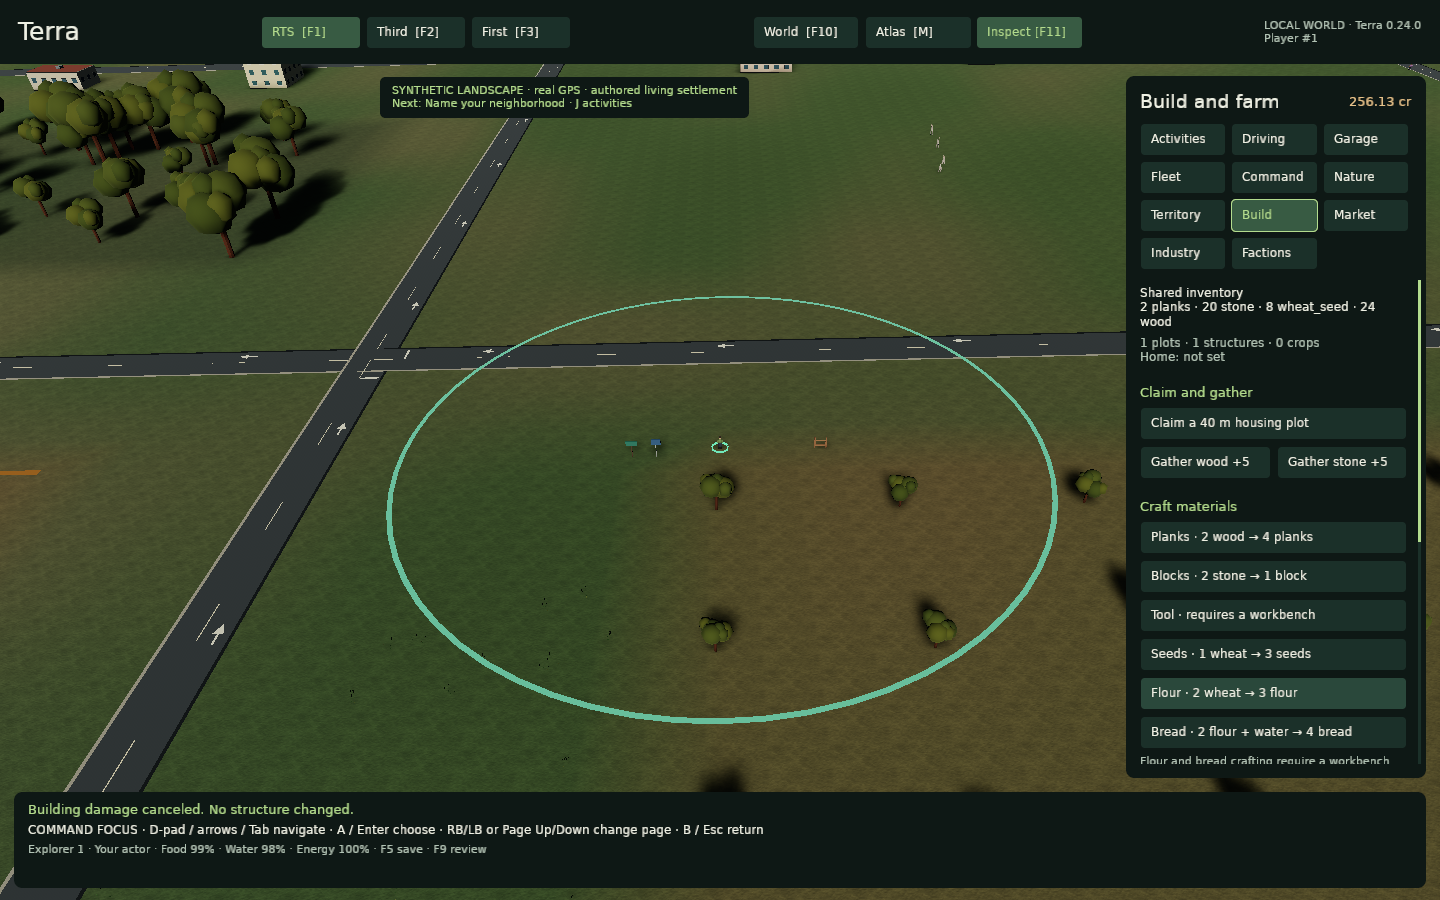 Terra
RTS [F1]
Third [F2]
First [F3]
World [F10]
Atlas [M]
Inspect [F11]
LOCAL WORLD · Terra 0.24.0
Player #1
SYNTHETIC LANDSCAPE · real GPS · authored living settlement
Next: Name your neighborhood · J activities
Build and farm
256.13 cr
Activities
Driving
Garage
Fleet
Command
Nature
Territory
Build
Market
Industry
Factions
Shared inventory
2 planks · 20 stone · 8 wheat_seed · 24
wood
1 plots · 1 structures · 0 crops
Home: not set
Claim and gather
Claim a 40 m housing plot
Gather wood +5
Gather stone +5
Craft materials
Planks · 2 wood → 4 planks
Blocks · 2 stone → 1 block
Tool · requires a workbench
Seeds · 1 wheat → 3 seeds
Flour · 2 wheat → 3 flour
Bread · 2 flour + water → 4 bread
Flour and bread crafting require a workbench
Building damage canceled. No structure changed.
COMMAND FOCUS · D-pad / arrows / Tab navigate · A / Enter choose · RB/LB or Page Up/Down change page · B / Esc return
Explorer 1 · Your actor · Food 99% · Water 98% · Energy 100% · F5 save · F9 review